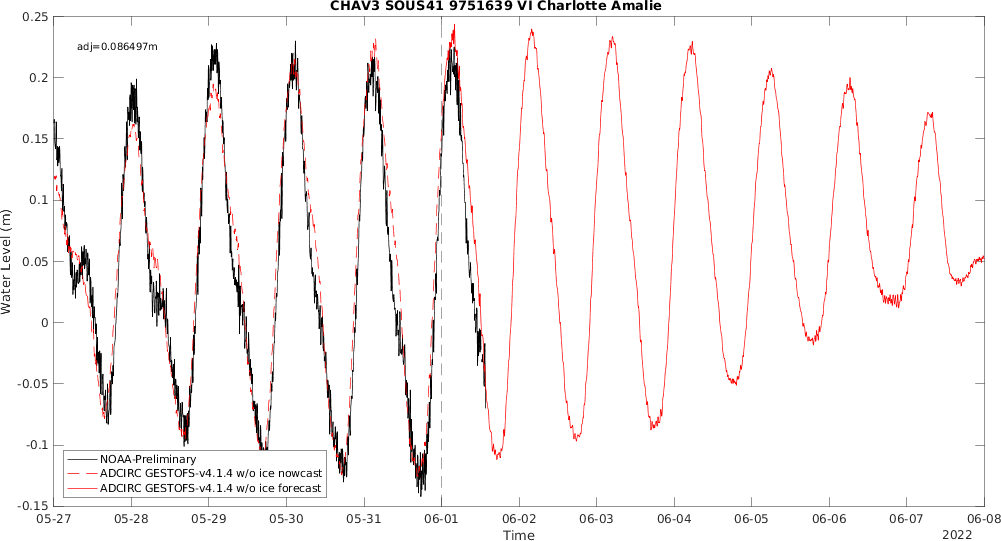 CHAV3 SOUS41 9751639 VI Charlotte Amalie
adj=0.086497m
Water Level (m)
0.25
0.2
0.15
0.1
0.05
0
-0.05
-0.1
-0.15
NOAA-Preliminary
ADCIRC GESTOFS-v4.1.4 w/o ice nowcast
ADCIRC GESTOFS-v4.1.4 w/o ice forecast
05-27 05-28 05-29 05-30 05-31 06-01 06-02 06-03 06-04 06-05 06-06 06-07 06-08
Time
2022